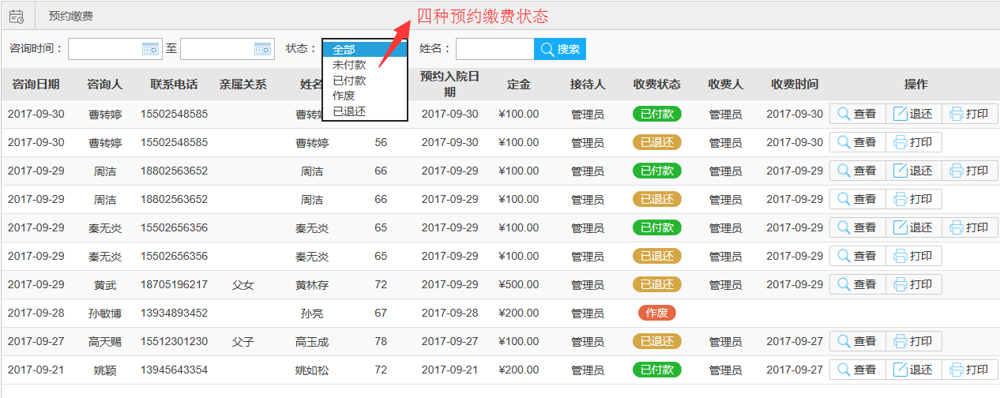 预约缴费 四种预约缴费状态
咨询时间： 至 状态： 全部 姓名： 搜索
未付款
已付款
作废
已退还
咨询日期 咨询人 联系电话 亲属关系 姓名 预约入院日期 定金 接待人 收费状态 收费人 收费时间 操作
2017-09-30 曹转婷 15502548585 曹转婷 2017-09-30 ¥100.00 管理员 已付款 管理员 2017-09-30 查看 退还 打印
2017-09-30 曹转婷 15502548585 曹转婷 56 2017-09-30 ¥100.00 管理员 已退还 管理员 2017-09-30 查看 打印
2017-09-29 周洁 18802563652 周洁 66 2017-09-29 ¥100.00 管理员 已付款 管理员 2017-09-29 查看 退还 打印
2017-09-29 周洁 18802563652 周洁 66 2017-09-29 ¥100.00 管理员 已退还 管理员 2017-09-29 查看 打印
2017-09-29 秦无炎 15502656356 秦无炎 65 2017-09-29 ¥100.00 管理员 已付款 管理员 2017-09-29 查看 退还 打印
2017-09-29 秦无炎 15502656356 秦无炎 65 2017-09-29 ¥100.00 管理员 已退还 管理员 2017-09-29 查看 打印
2017-09-29 黄武 18705196217 父女 黄林存 72 2017-09-29 ¥500.00 管理员 已退还 管理员 2017-09-29 查看 打印
2017-09-28 孙敏博 13934893452 孙亮 67 2017-09-28 ¥200.00 管理员 作废
2017-09-27 高天赐 15512301230 父子 高玉成 78 2017-09-27 ¥100.00 管理员 已退还 管理员 2017-09-27 查看 打印
2017-09-21 姚颖 13945643354 姚如松 72 2017-09-21 ¥200.00 管理员 已付款 管理员 2017-09-27 查看 退还 打印